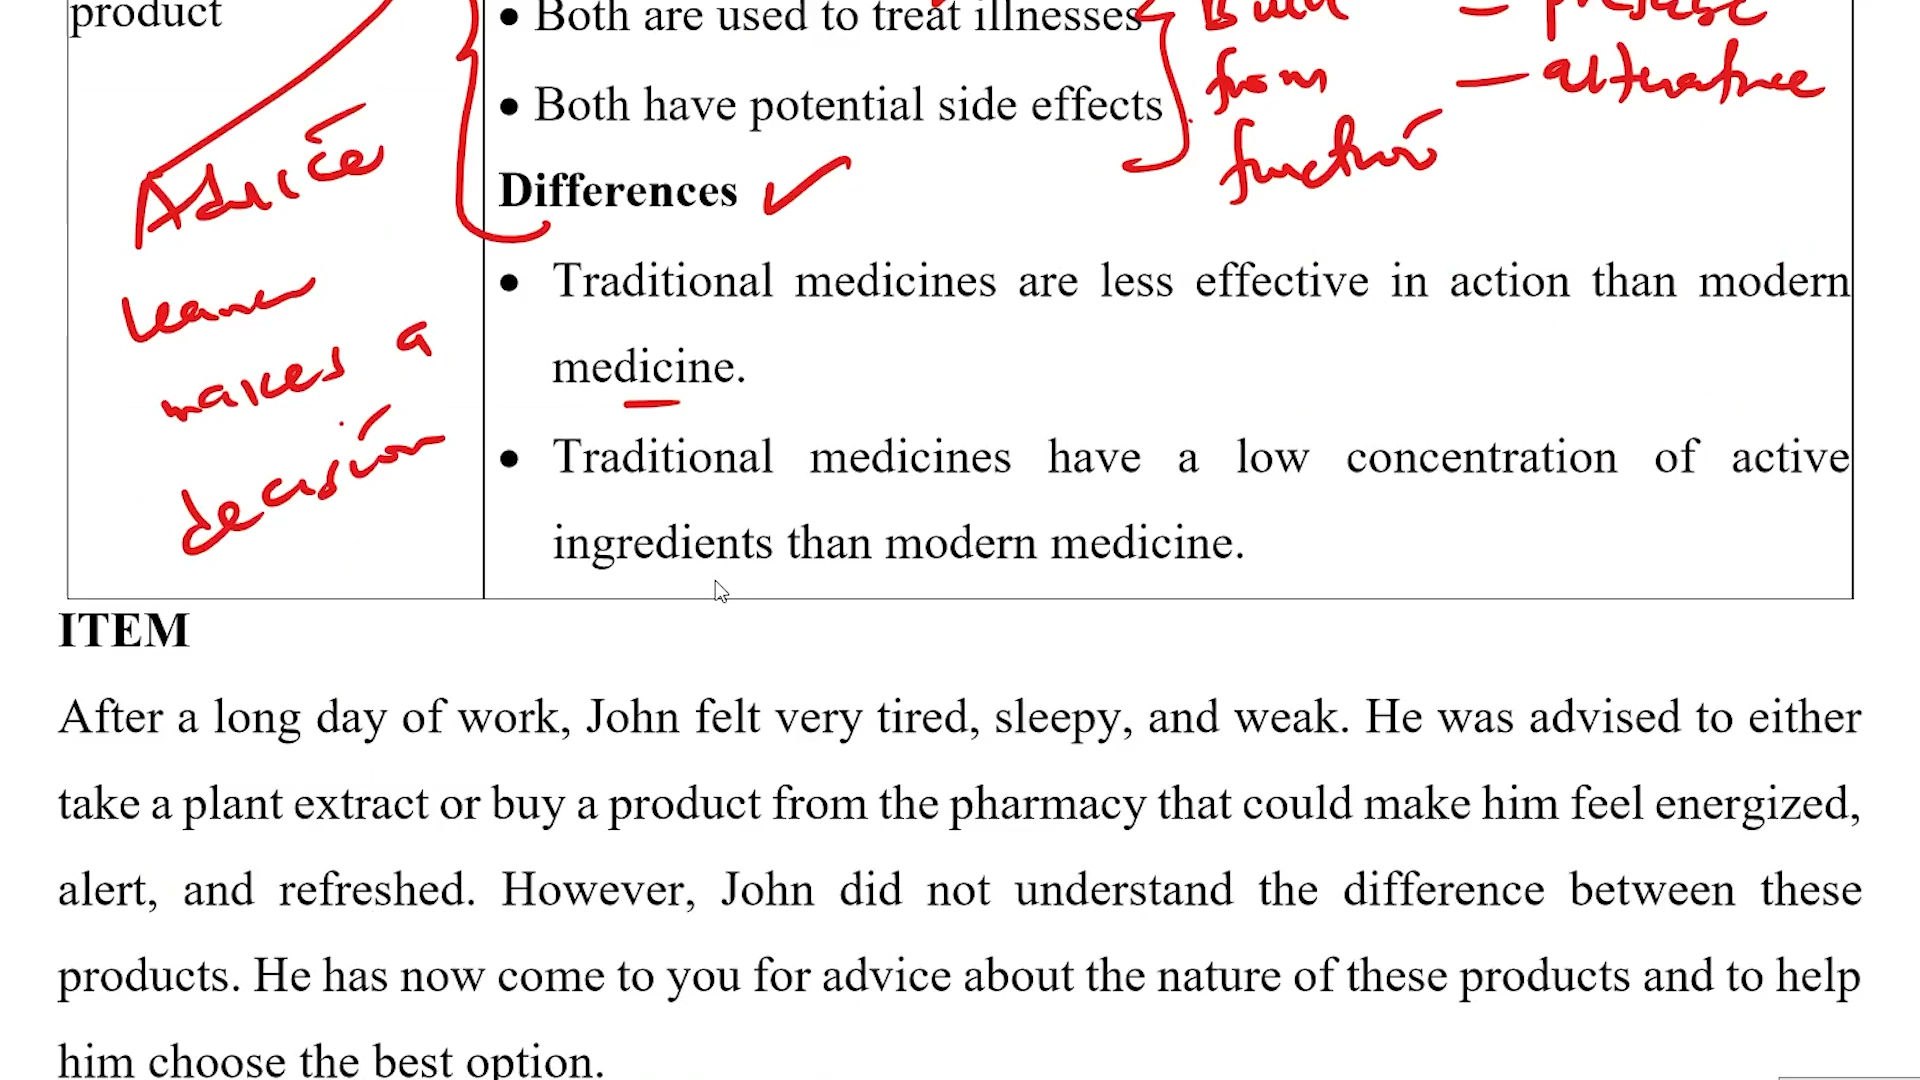 product
• Both are used to treat illnesses
Build
from
function
— please
— alternative
• Both have potential side effects
Differences
Advice
learner
makes a
decision
• Traditional medicines are less effective in action than modern
medicine.
• Traditional medicines have a low concentration of active
ingredients than modern medicine.
ITEM
After a long day of work, John felt very tired, sleepy, and weak. He was advised to either
take a plant extract or buy a product from the pharmacy that could make him feel energized,
alert, and refreshed. However, John did not understand the difference between these
products. He has now come to you for advice about the nature of these products and to help
him choose the best option.